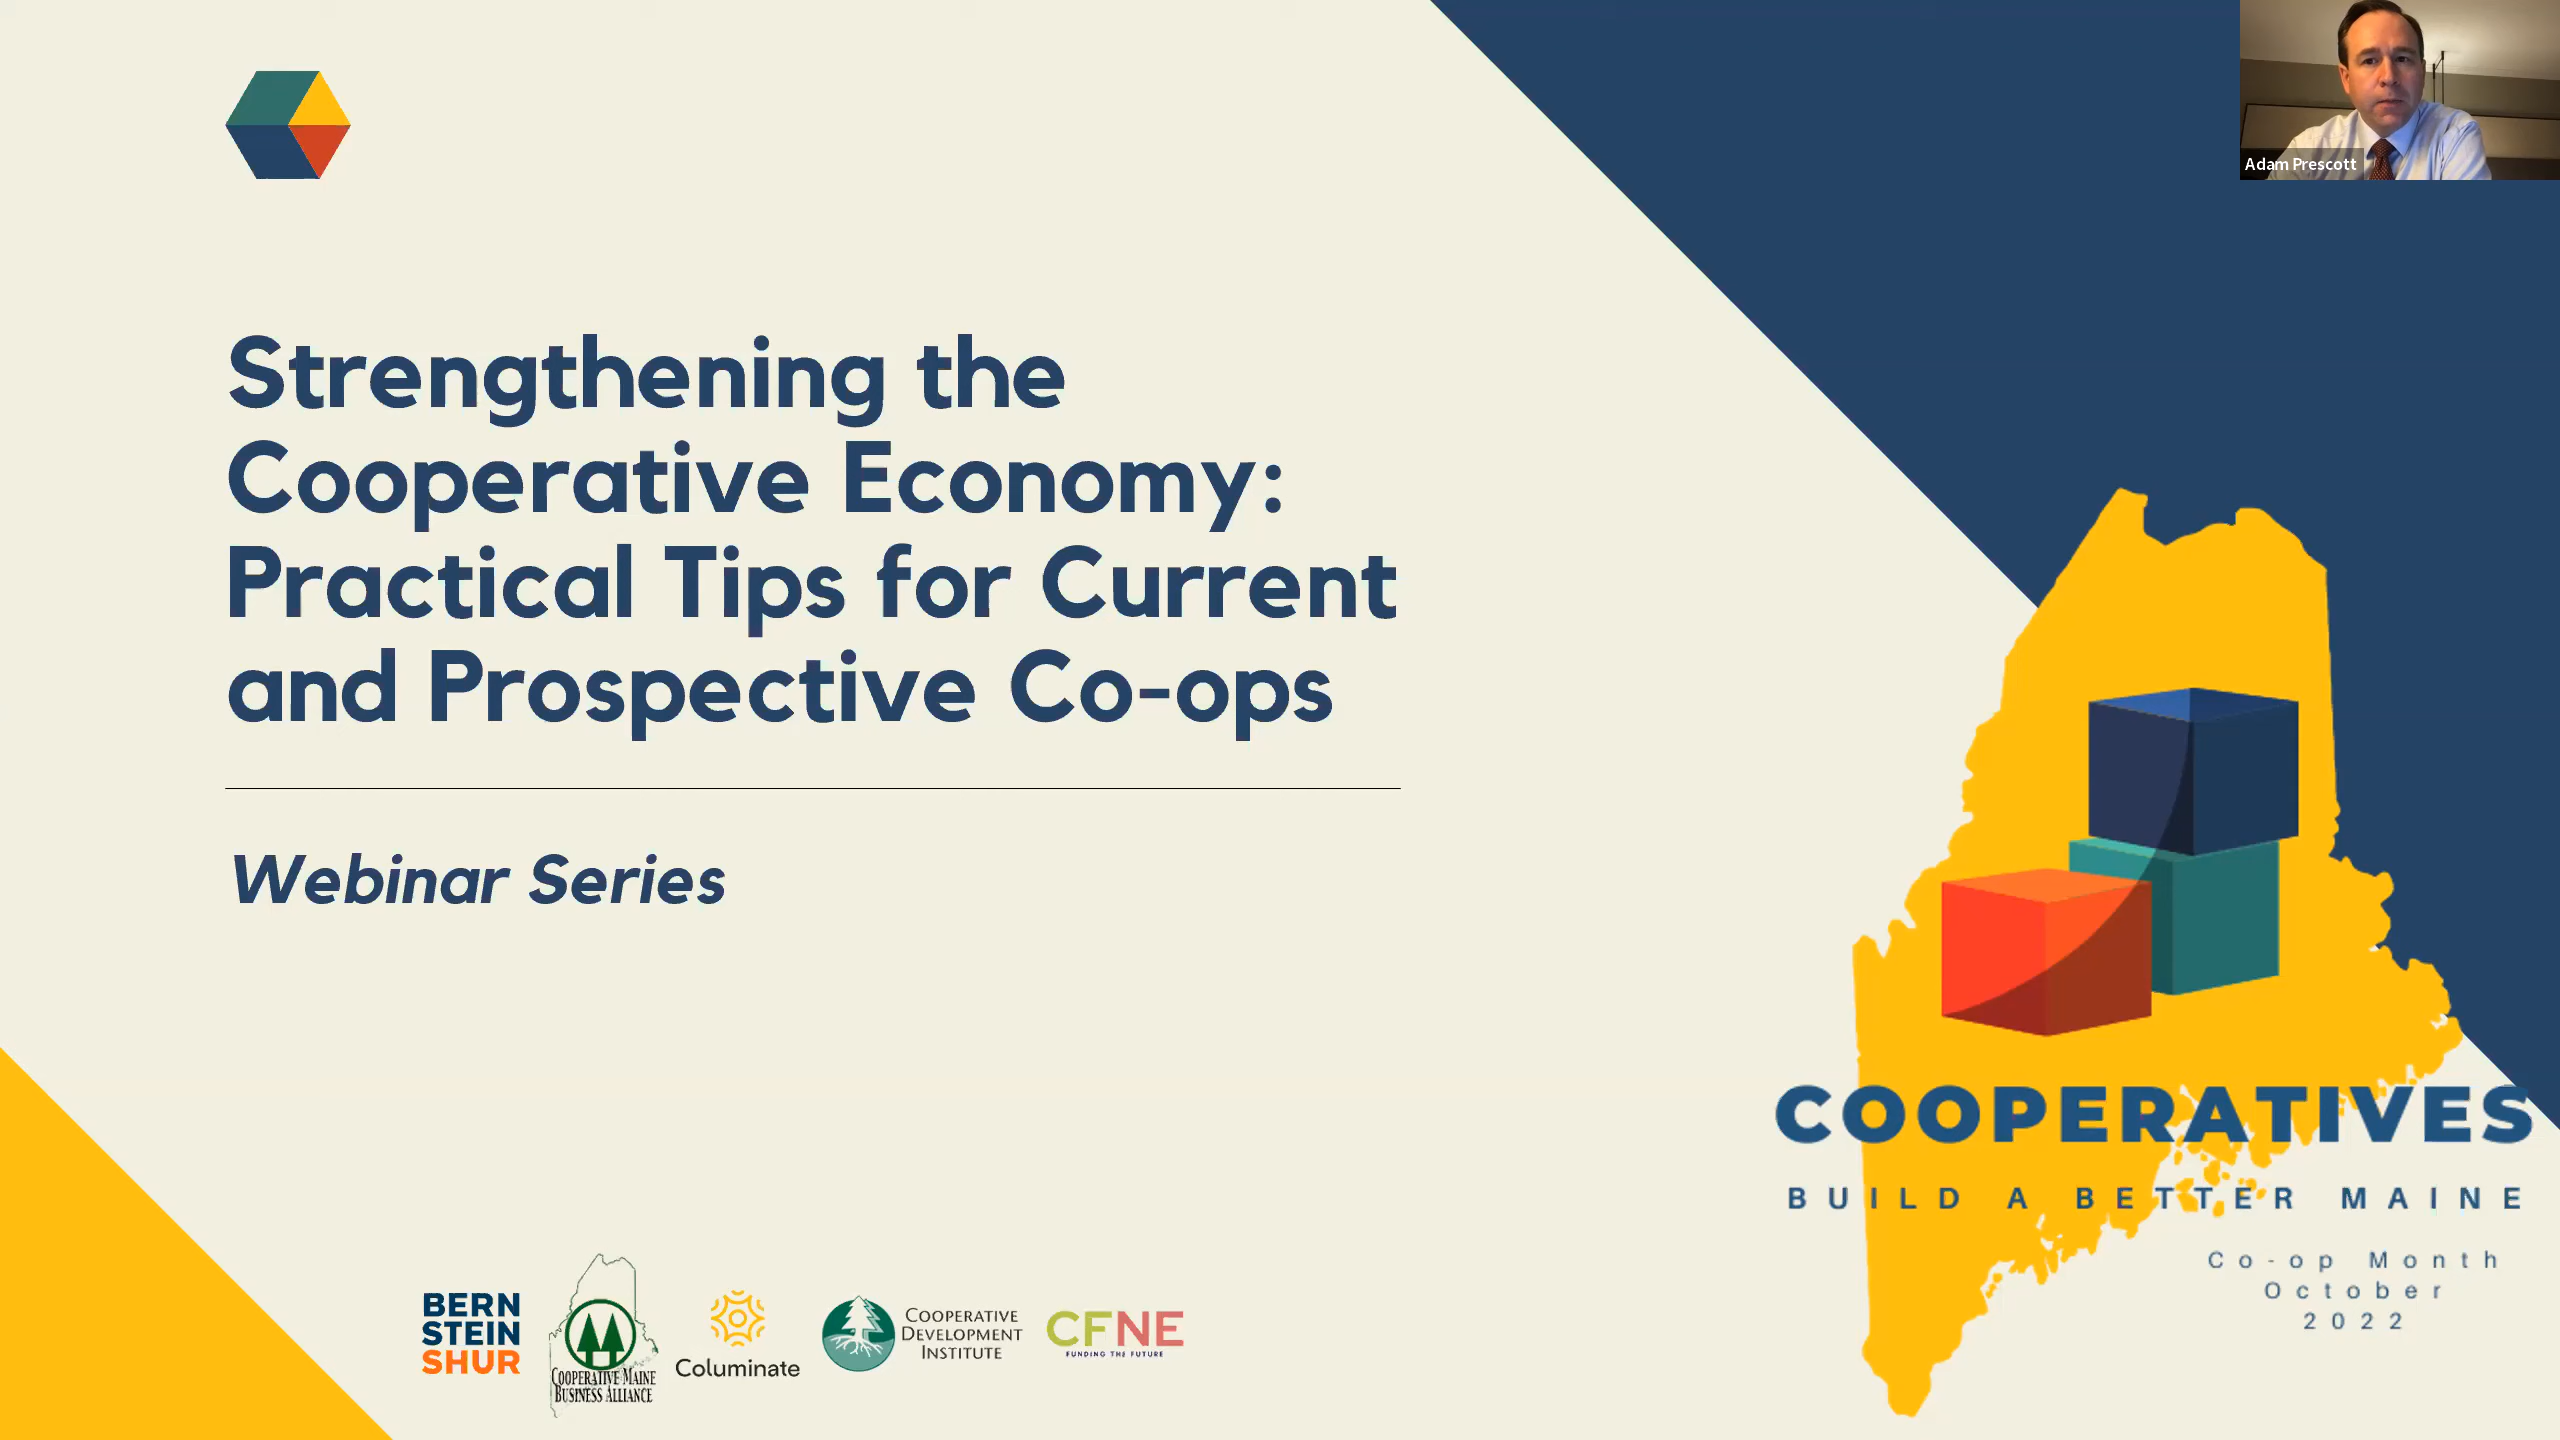 Adam Prescott
Strengthening the
Cooperative Economy:
Practical Tips for Current
and Prospective Co-ops
Webinar Series
COOPERATIVES
BUILD A BETTER MAINE
Co-op Month
October
2022
BERN
STEIN
SHUR
COOPERATIVE MAINE
BUSINESS ALLIANCE
Columinate
COOPERATIVE
DEVELOPMENT
INSTITUTE
CFNE
FUNDING THE FUTURE